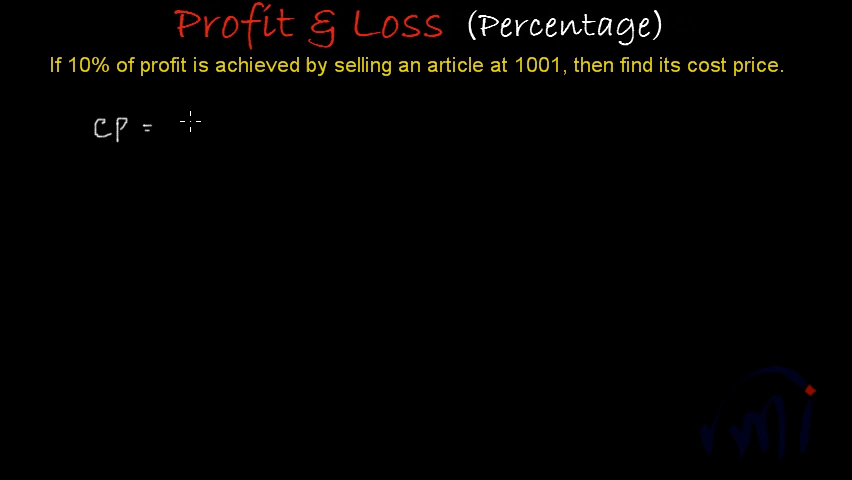 Profit & Loss (Percentage)
If 10% of profit is achieved by selling an article at 1001, then find its cost price.
CP =
rmi